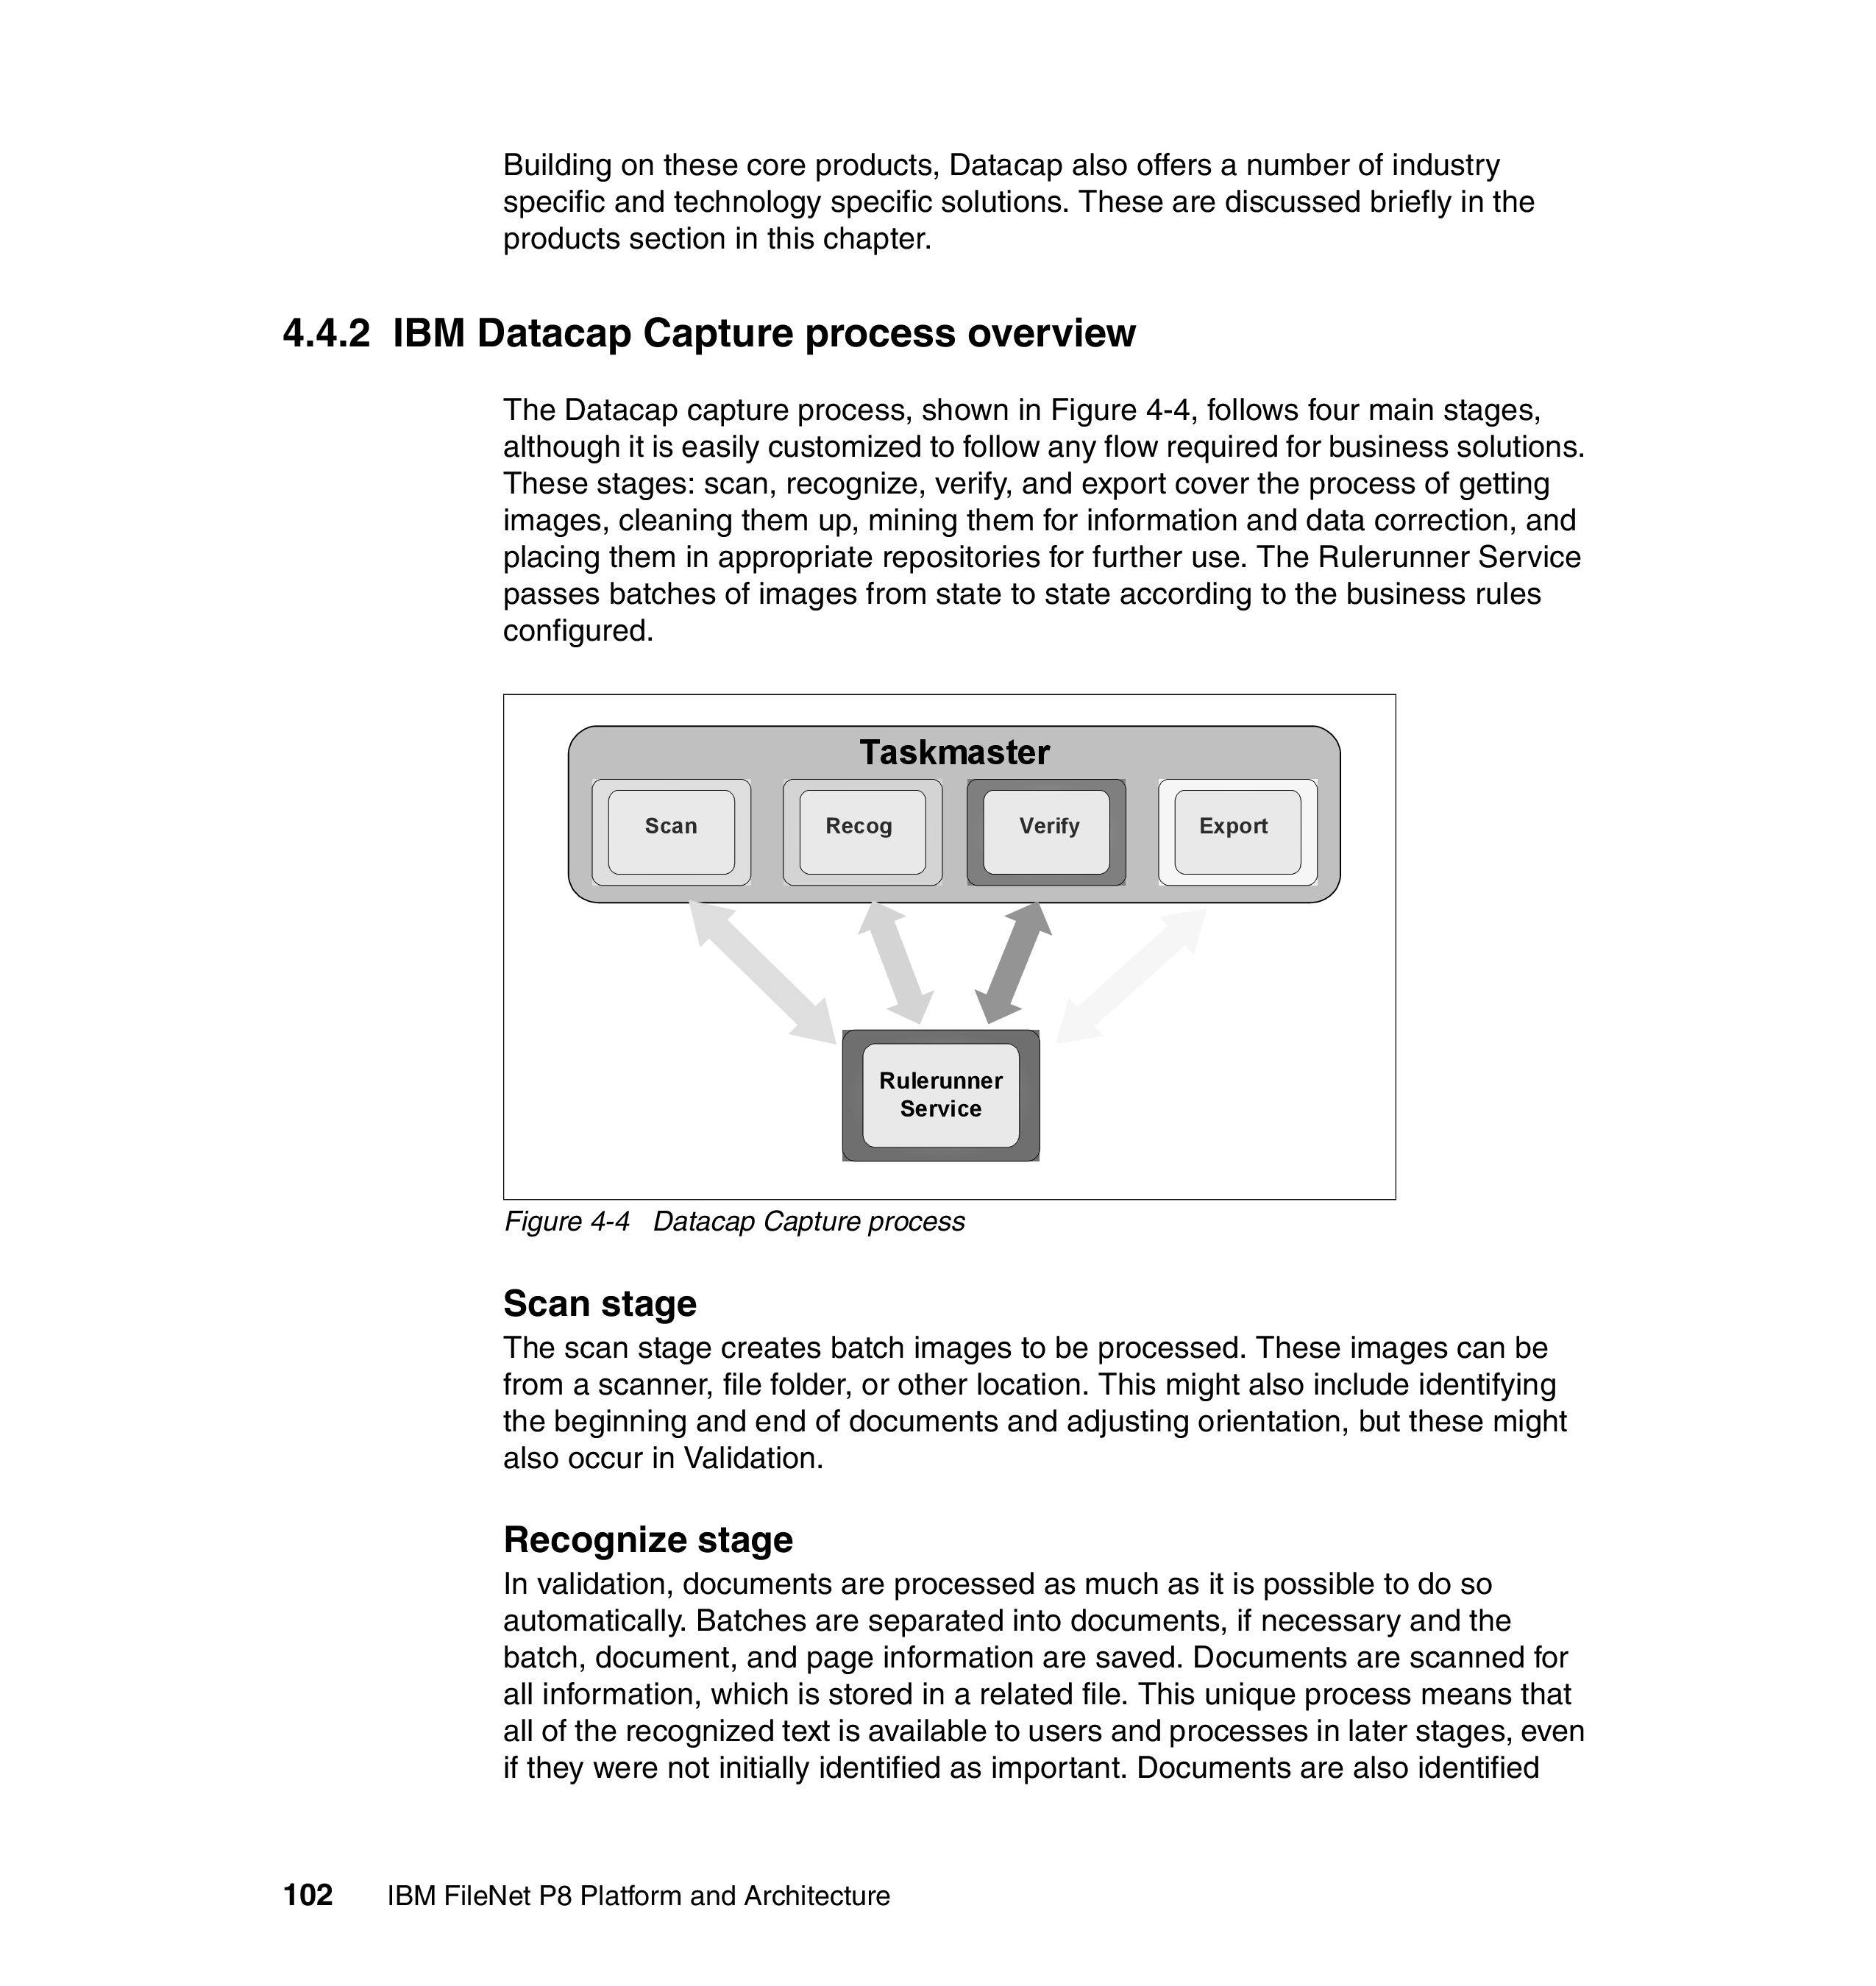 Building on these core products, Datacap also offers a number of industry
specific and technology specific solutions. These are discussed briefly in the
products section in this chapter.
4.4.2 IBM Datacap Capture process overview
The Datacap capture process, shown in Figure 4-4, follows four main stages,
although it is easily customized to follow any flow required for business solutions.
These stages: scan, recognize, verify, and export cover the process of getting
images, cleaning them up, mining them for information and data correction, and
placing them in appropriate repositories for further use. The Rulerunner Service
passes batches of images from state to state according to the business rules
configured.
Taskmaster
Scan
Recog
Verify
Export
Rulerunner
Service
Figure 4-4 Datacap Capture process
Scan stage
The scan stage creates batch images to be processed. These images can be
from a scanner, file folder, or other location. This might also include identifying
the beginning and end of documents and adjusting orientation, but these might
also occur in Validation.
Recognize stage
In validation, documents are processed as much as it is possible to do so
automatically. Batches are separated into documents, if necessary and the
batch, document, and page information are saved. Documents are scanned for
all information, which is stored in a related file. This unique process means that
all of the recognized text is available to users and processes in later stages, even
if they were not initially identified as important. Documents are also identified
102 IBM FileNet P8 Platform and Architecture